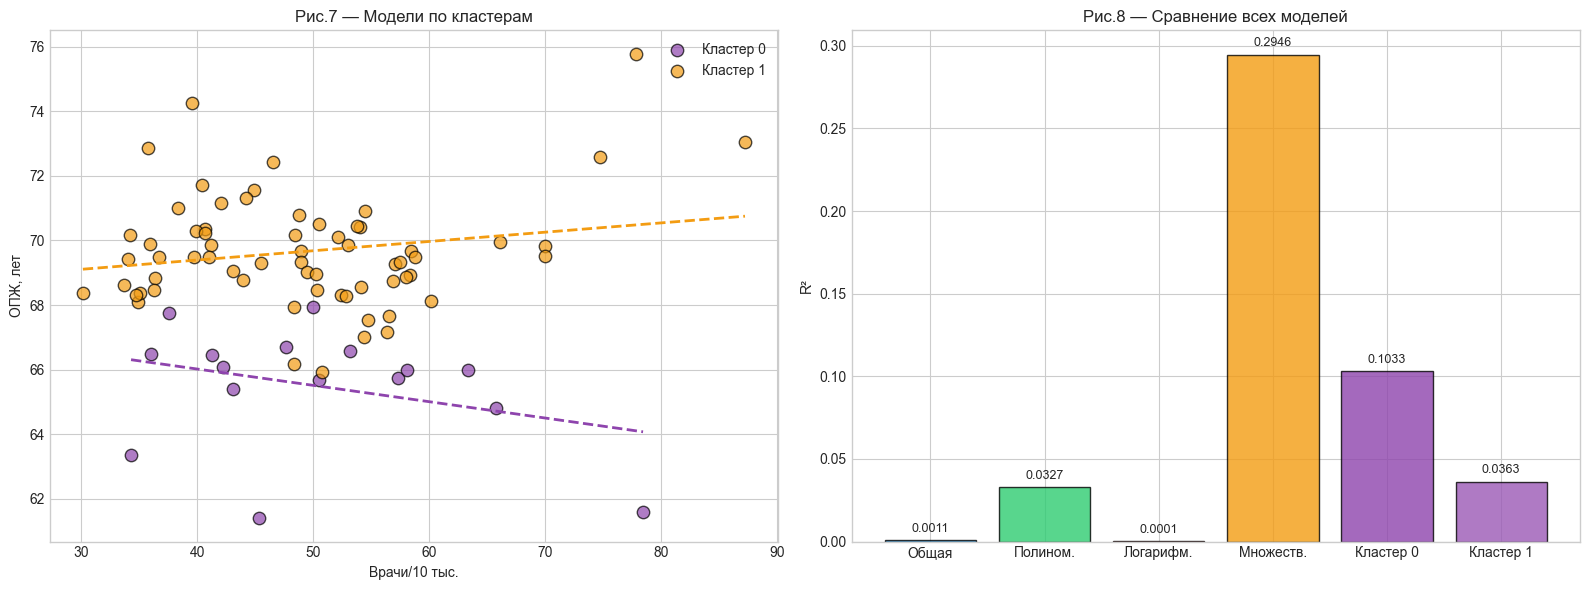 Рис.7 — Модели по кластерам
Кластер 0
Кластер 1
ОПЖ, лет
76
74
72
70
68
66
64
62
30 40 50 60 70 80 90
Врачи/10 тыс.
Рис.8 — Сравнение всех моделей
R²
0.30
0.25
0.20
0.15
0.10
0.05
0.00
0.0011
0.0327
0.0001
0.2946
0.1033
0.0363
Общая Полином. Логарифм. Множеств. Кластер 0 Кластер 1